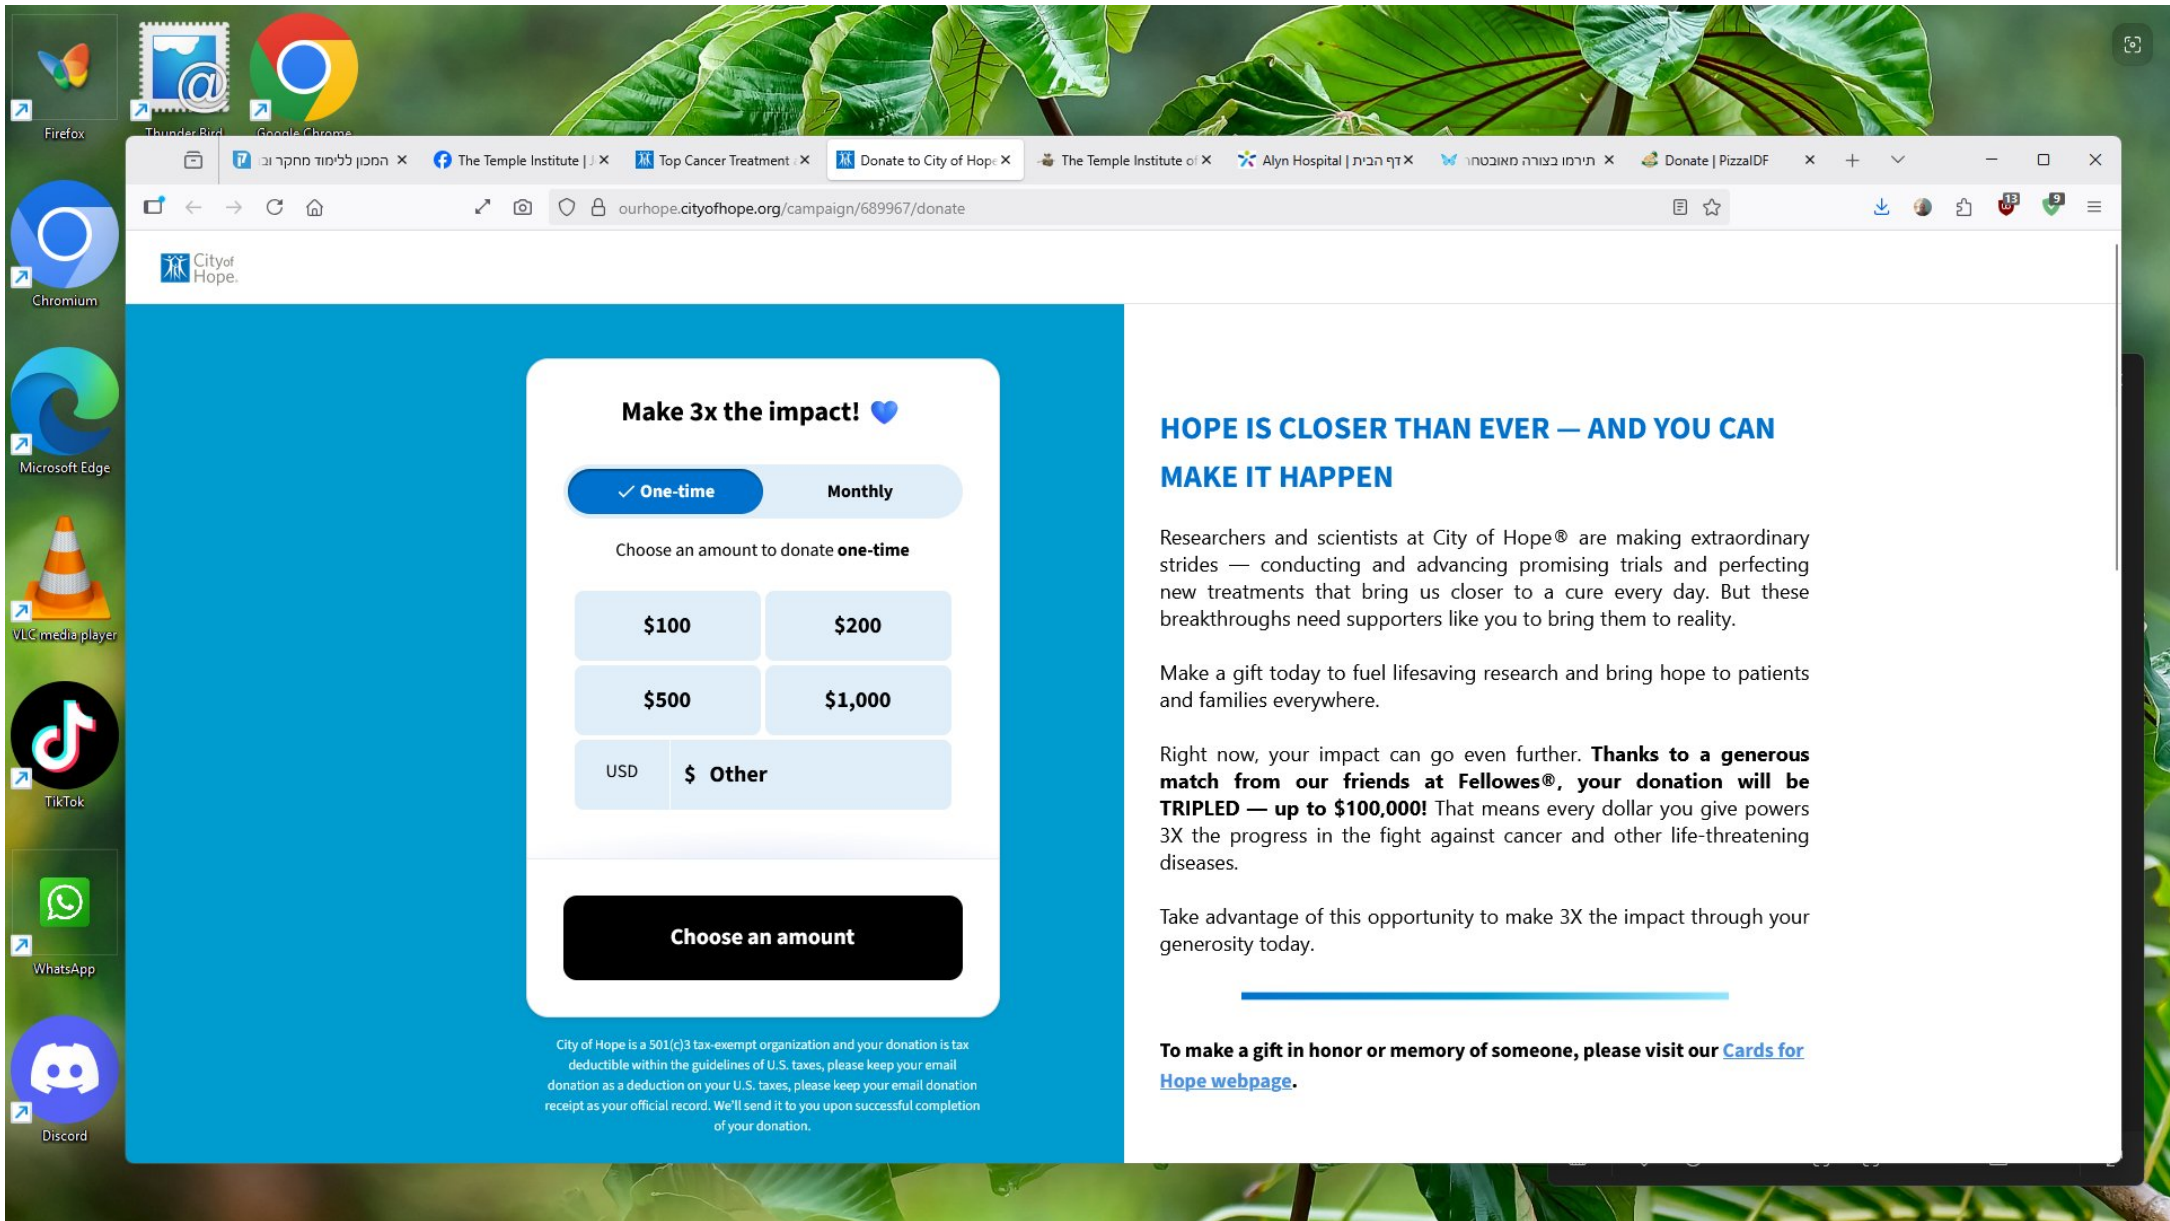 Firefox
Thunder Bird
Google Chrome
Chromium
Microsoft Edge
VLC media player
TikTok
WhatsApp
Discord
המכון ללימוד מחקר
The Temple Institute |
Top Cancer Treatment
Donate to City of Hope
The Temple Institute of
Alyn Hospital | דף הבית
תירמו בצורה מאובטחת
Donate | PizzaIDF
ourhope.cityofhope.org/campaign/689967/donate
13
9
City of
Hope.
Make 3x the impact!
One-time
Monthly
Choose an amount to donate one-time
$100
$200
$500
$1,000
USD
$ Other
Choose an amount
City of Hope is a 501(c)3 tax-exempt organization and your donation is tax
deductible within the guidelines of U.S. taxes, please keep your email
donation as a deduction on your U.S. taxes, please keep your email donation
receipt as your official record. We'll send it to you upon successful completion
of your donation.
HOPE IS CLOSER THAN EVER — AND YOU CAN
MAKE IT HAPPEN
Researchers and scientists at City of Hope® are making extraordinary
strides — conducting and advancing promising trials and perfecting
new treatments that bring us closer to a cure every day. But these
breakthroughs need supporters like you to bring them to reality.
Make a gift today to fuel lifesaving research and bring hope to patients
and families everywhere.
Right now, your impact can go even further. Thanks to a generous
match from our friends at Fellowes®, your donation will be
TRIPLED — up to $100,000! That means every dollar you give powers
3X the progress in the fight against cancer and other life-threatening
diseases.
Take advantage of this opportunity to make 3X the impact through your
generosity today.
To make a gift in honor or memory of someone, please visit our Cards for
Hope webpage.